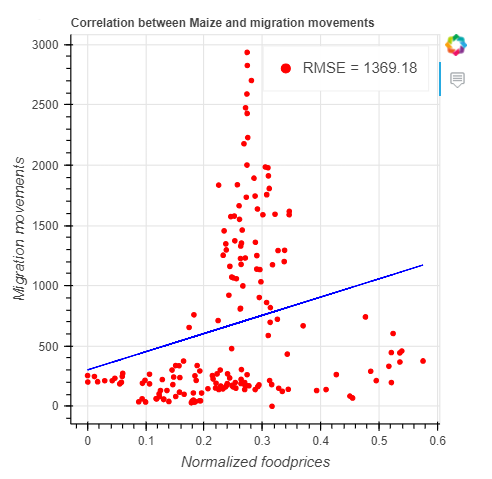 Correlation between Maize and migration movements
RMSE = 1369.18
3000
2500
2000
1500
1000
500
0
Migration movements
0 0.1 0.2 0.3 0.4 0.5 0.6
Normalized foodprices